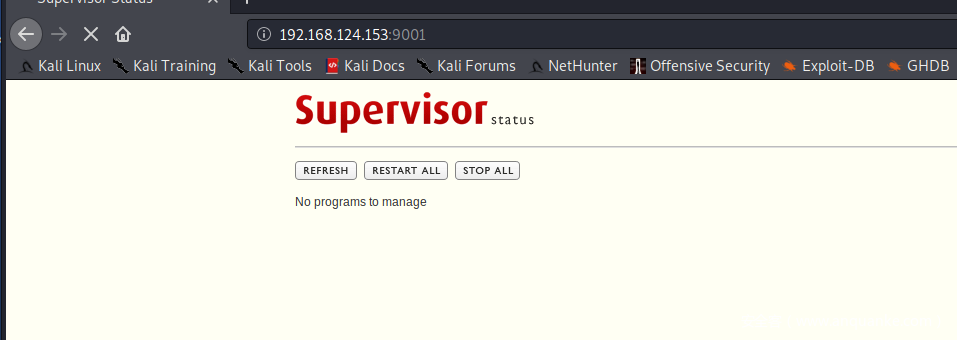 Supervisor Status
192.168.124.153:9001
Kali Linux Kali Training Kali Tools Kali Docs Kali Forums NetHunter Offensive Security Exploit-DB GHDB
Supervisor status
REFRESH RESTART ALL STOP ALL
No programs to manage